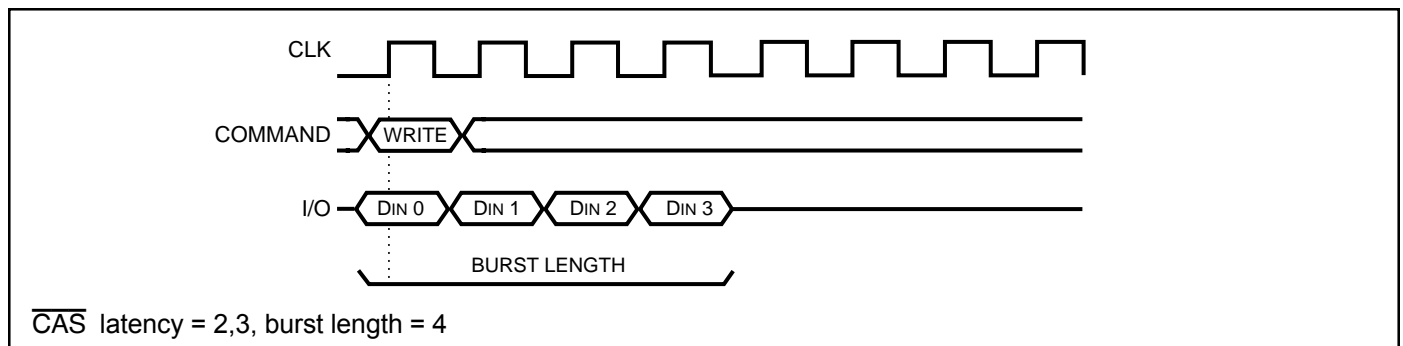 CLK
COMMAND WRITE
I/O DIN 0 DIN 1 DIN 2 DIN 3
BURST LENGTH
CAS latency = 2,3, burst length = 4